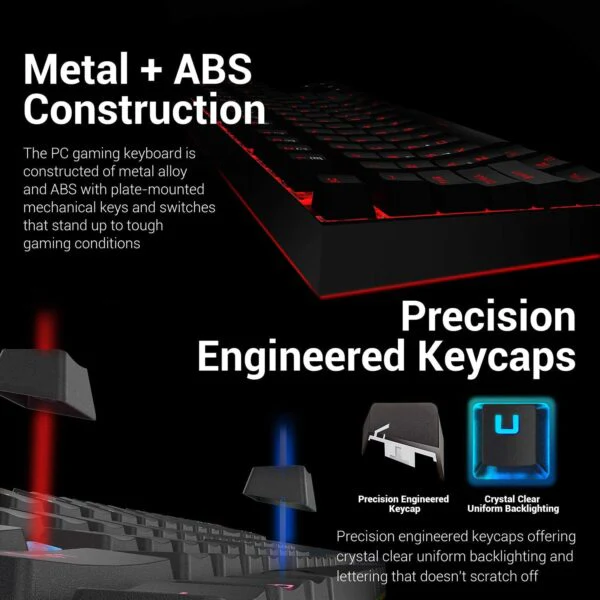 Metal + ABS
Construction
The PC gaming keyboard is
constructed of metal alloy
and ABS with plate-mounted
mechanical keys and switches
that stand up to tough
gaming conditions
Precision
Engineered Keycaps
U
Precision Engineered
Keycap
Crystal Clear
Uniform Backlighting
Precision engineered keycaps offering
crystal clear uniform backlighting and
lettering that doesn't scratch off